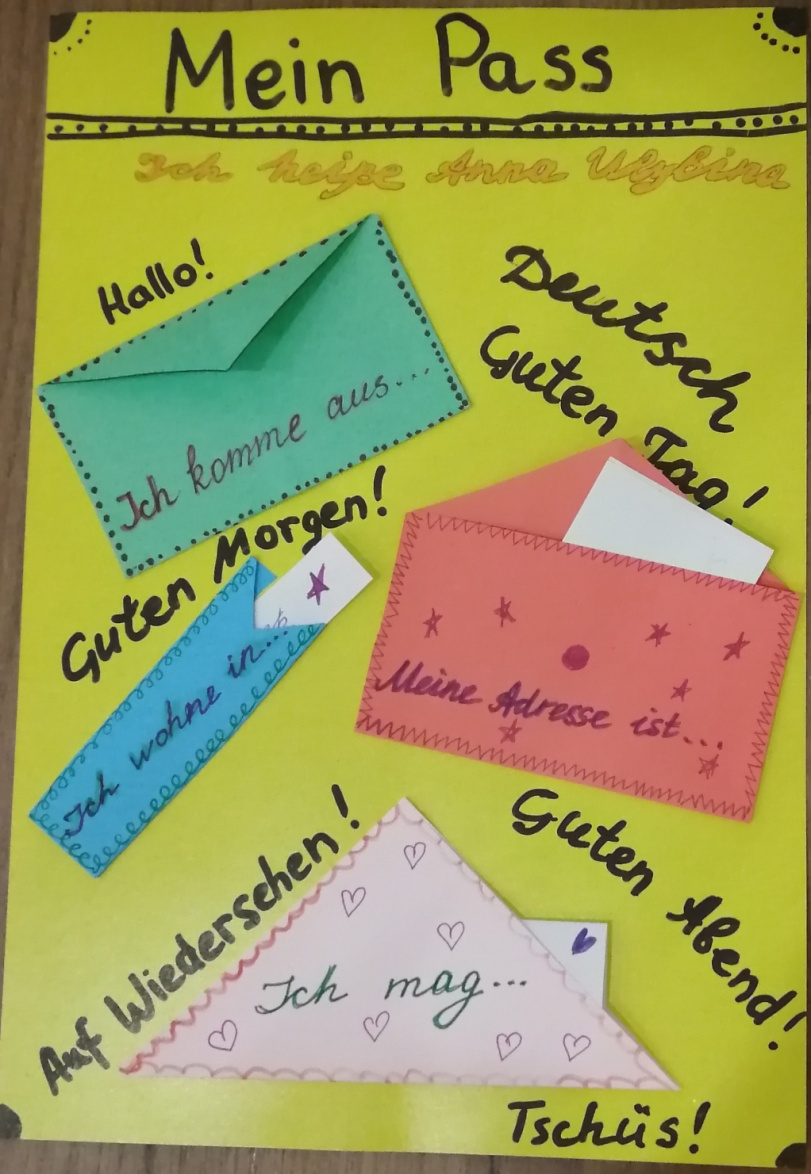 Mein Pass
Ich heiße Anna Ulybina
Hallo!
Deutsch
Guten Tag!
Ich komme aus...
Guten Morgen!
Ich wohne in...
Meine Adresse ist...
Guten Abend!
Auf Wiedersehen!
Ich mag...
Tschüs!